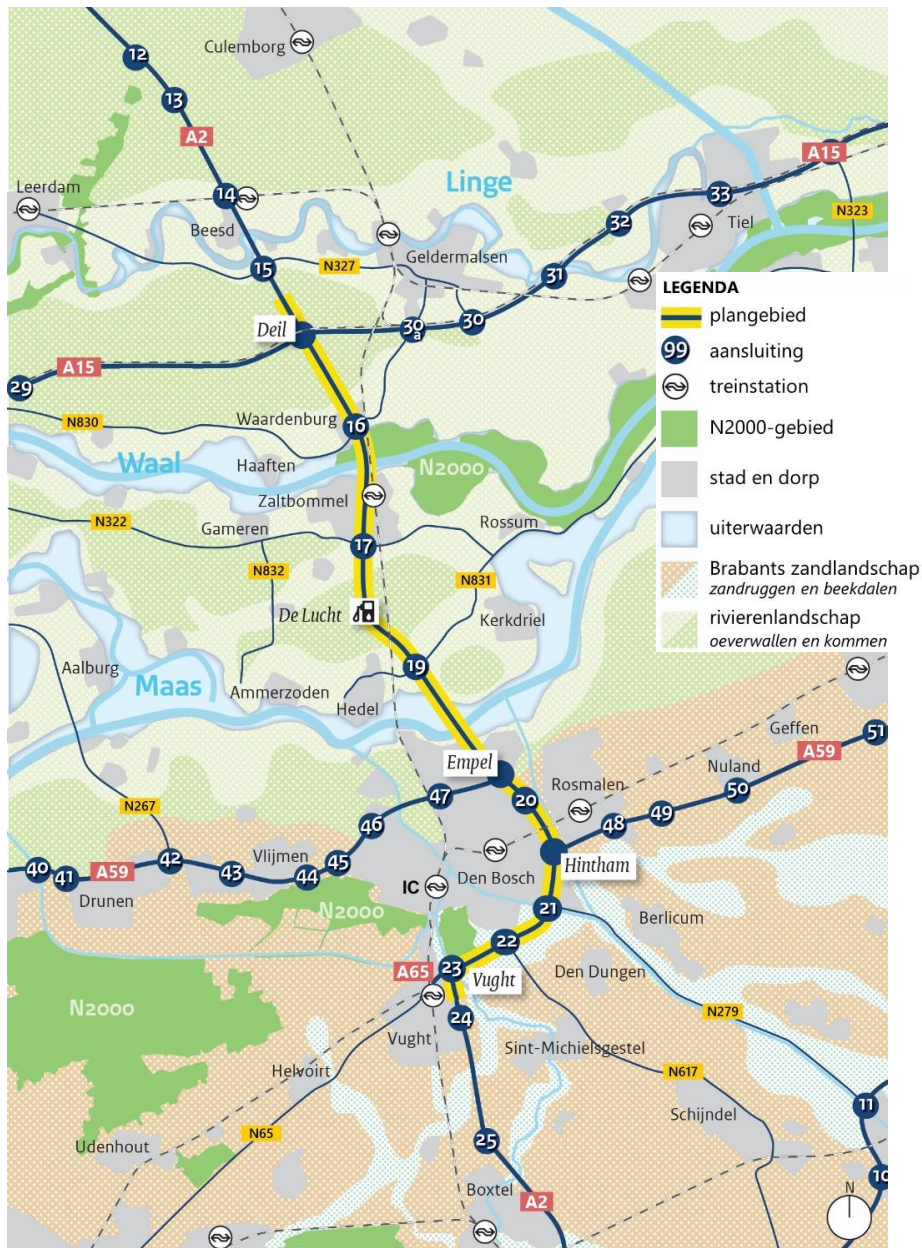 Culemborg
12
13
A2
A15
Leerdam
14
Linge
33
32
N323
Tiel
Beesd
N327
Geldermalsen
15
31
LEGENDA
plangebied
99 aansluiting
treinstation
N2000-gebied
stad en dorp
uiterwaarden
Brabants zandlandschap
zandruggen en beekdalen
rivierenlandschap
oeverwallen en kommen
Deil
30
a
30
A15
29
Waardenburg
16
N830
Waal
Haaften
N2000
Zaltbommel
N322
Gameren
Rossum
17
N832
N831
De Lucht
Kerkdriel
Aalburg
19
Maas
Ammerzoden
Hedel
Geffen
51
Empel
A59
Nuland
Rosmalen
50
N267
47
20
49
48
46
42
Vlijmen
45
40
A59
43
44
41
Den Bosch
Hintham
Drunen
IC
N2000
21
Berlicum
22
A65
23
Den Dungen
Vught
N2000
24
N279
Vught
Sint-Michielsgestel
Helvoirt
N617
11
Schijndel
N65
25
Udenhout
10
Boxtel
A2
N